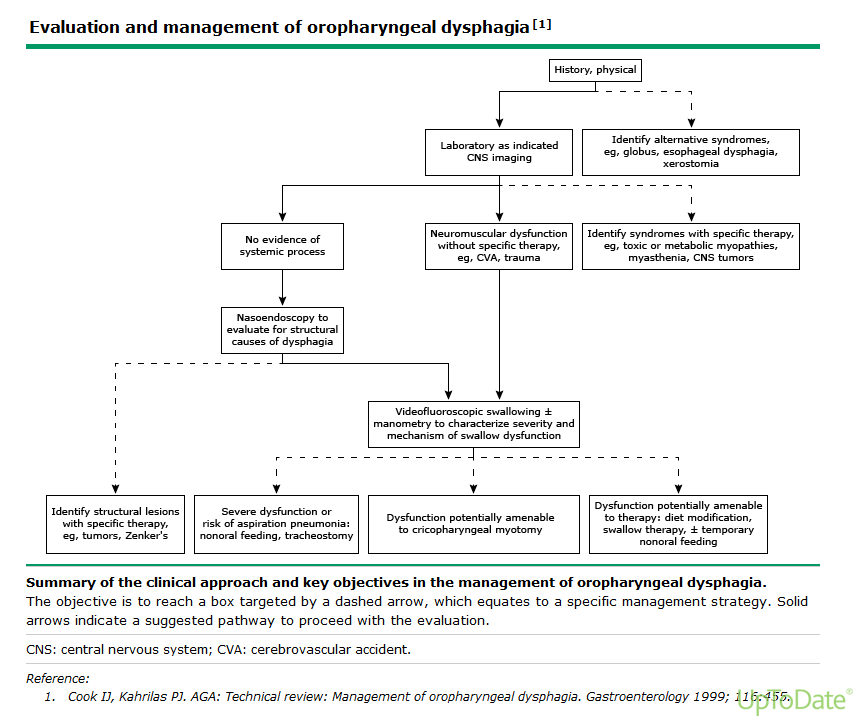 Evaluation and management of oropharyngeal dysphagia[1]
History, physical
Laboratory as indicated
CNS imaging
Identify alternative syndromes,
eg, globus, esophageal dysphagia,
xerostomia
No evidence of
systemic process
Neuromuscular dysfunction
without specific therapy,
eg, CVA, trauma
Identify syndromes with specific therapy,
eg, toxic or metabolic myopathies,
myasthenia, CNS tumors
Nasoendoscopy to
evaluate for structural
causes of dysphagia
Videofluoroscopic swallowing ±
manometry to characterize severity and
mechanism of swallow dysfunction
Identify structural lesions
with specific therapy,
eg, tumors, Zenker's
Severe dysfunction or
risk of aspiration pneumonia:
nonoral feeding, tracheostomy
Dysfunction potentially amenable
to cricopharyngeal myotomy
Dysfunction potentially amenable
to therapy: diet modification,
swallow therapy, ± temporary
nonoral feeding
Summary of the clinical approach and key objectives in the management of oropharyngeal dysphagia.
The objective is to reach a box targeted by a dashed arrow, which equates to a specific management strategy. Solid
arrows indicate a suggested pathway to proceed with the evaluation.
CNS: central nervous system; CVA: cerebrovascular accident.
Reference:
1. Cook IJ, Kahrilas PJ. AGA: Technical review: Management of oropharyngeal dysphagia. Gastroenterology 1999; 116:455.
UpToDate®